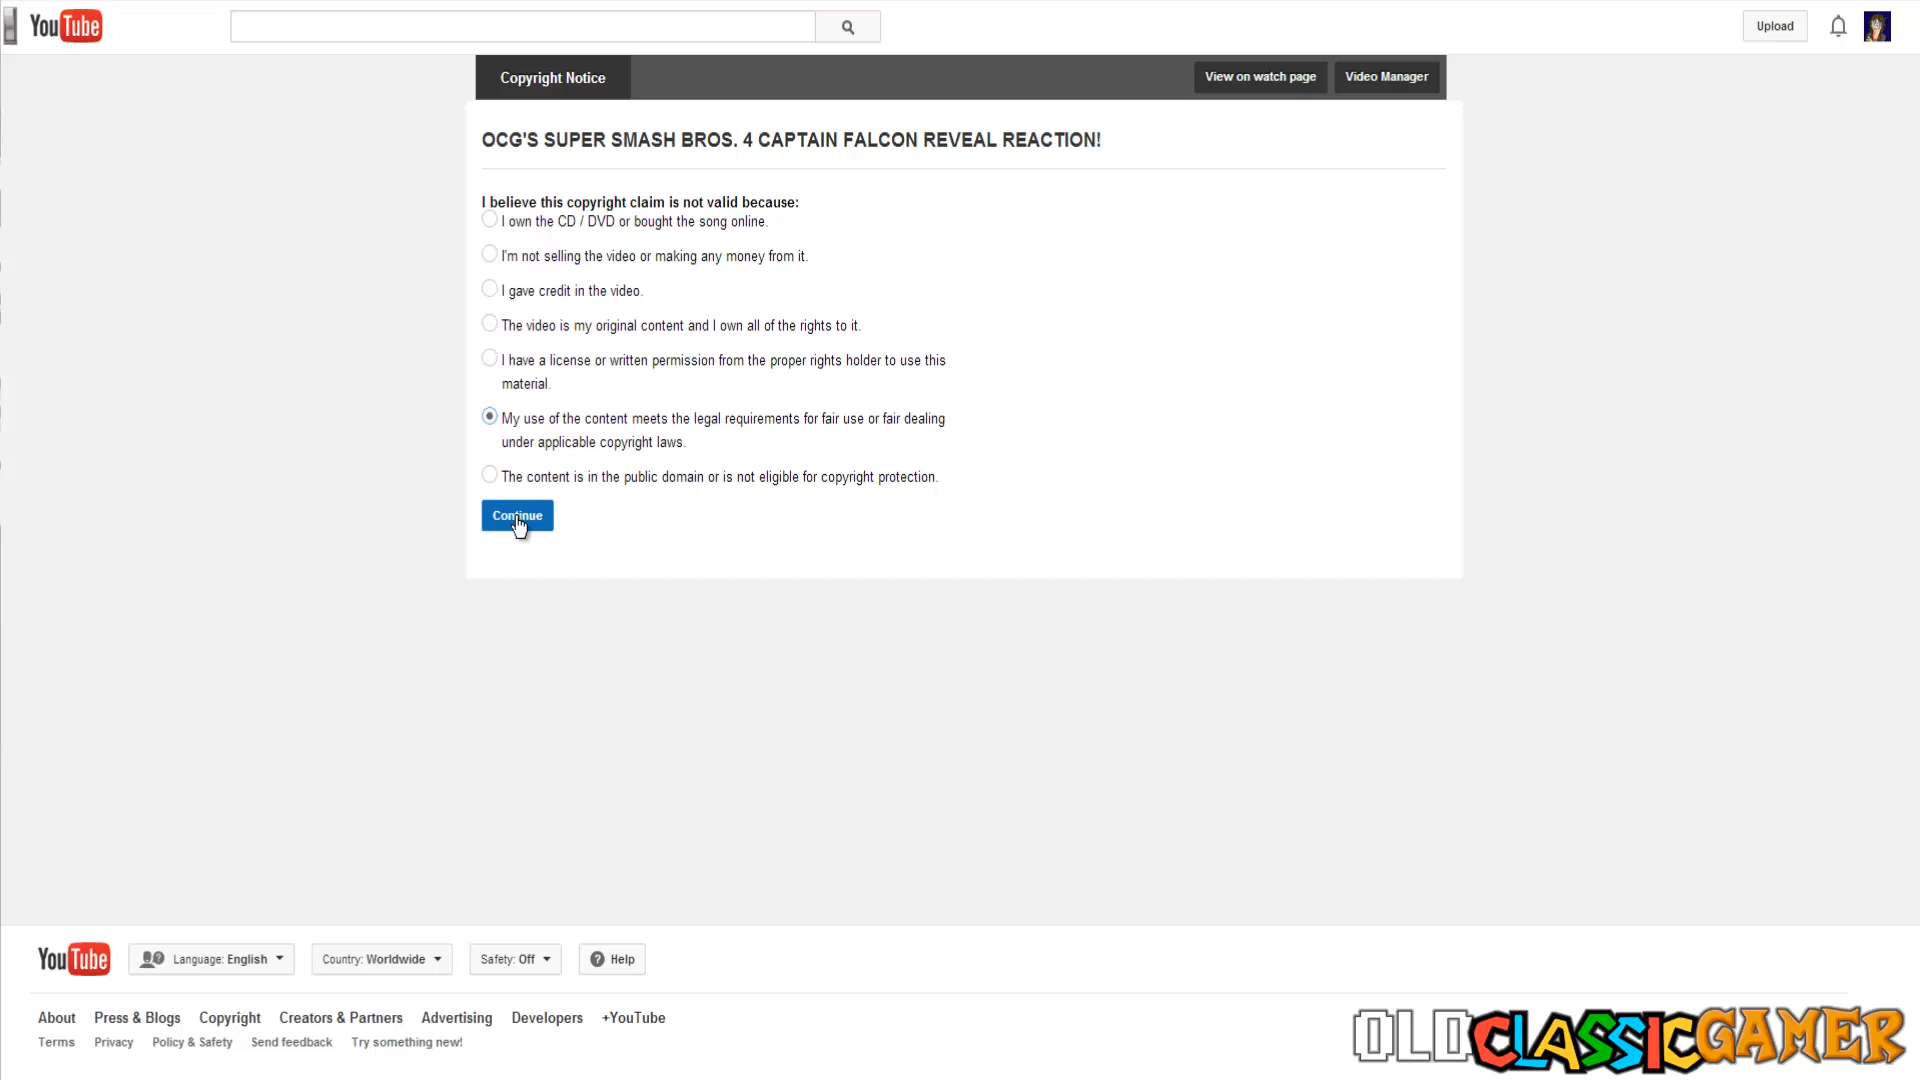 YouTube
Upload
Copyright Notice
View on watch page
Video Manager
OCG'S SUPER SMASH BROS. 4 CAPTAIN FALCON REVEAL REACTION!
I believe this copyright claim is not valid because:
I own the CD / DVD or bought the song online.
I'm not selling the video or making any money from it.
I gave credit in the video.
The video is my original content and I own all of the rights to it.
I have a license or written permission from the proper rights holder to use this
material.
My use of the content meets the legal requirements for fair use or fair dealing
under applicable copyright laws.
The content is in the public domain or is not eligible for copyright protection.
Continue
YouTube
Language: English
Country: Worldwide
Safety: Off
? Help
About Press & Blogs Copyright Creators & Partners Advertising Developers +YouTube
Terms Privacy Policy & Safety Send feedback Try something new!
OLDCLASSICGAMER